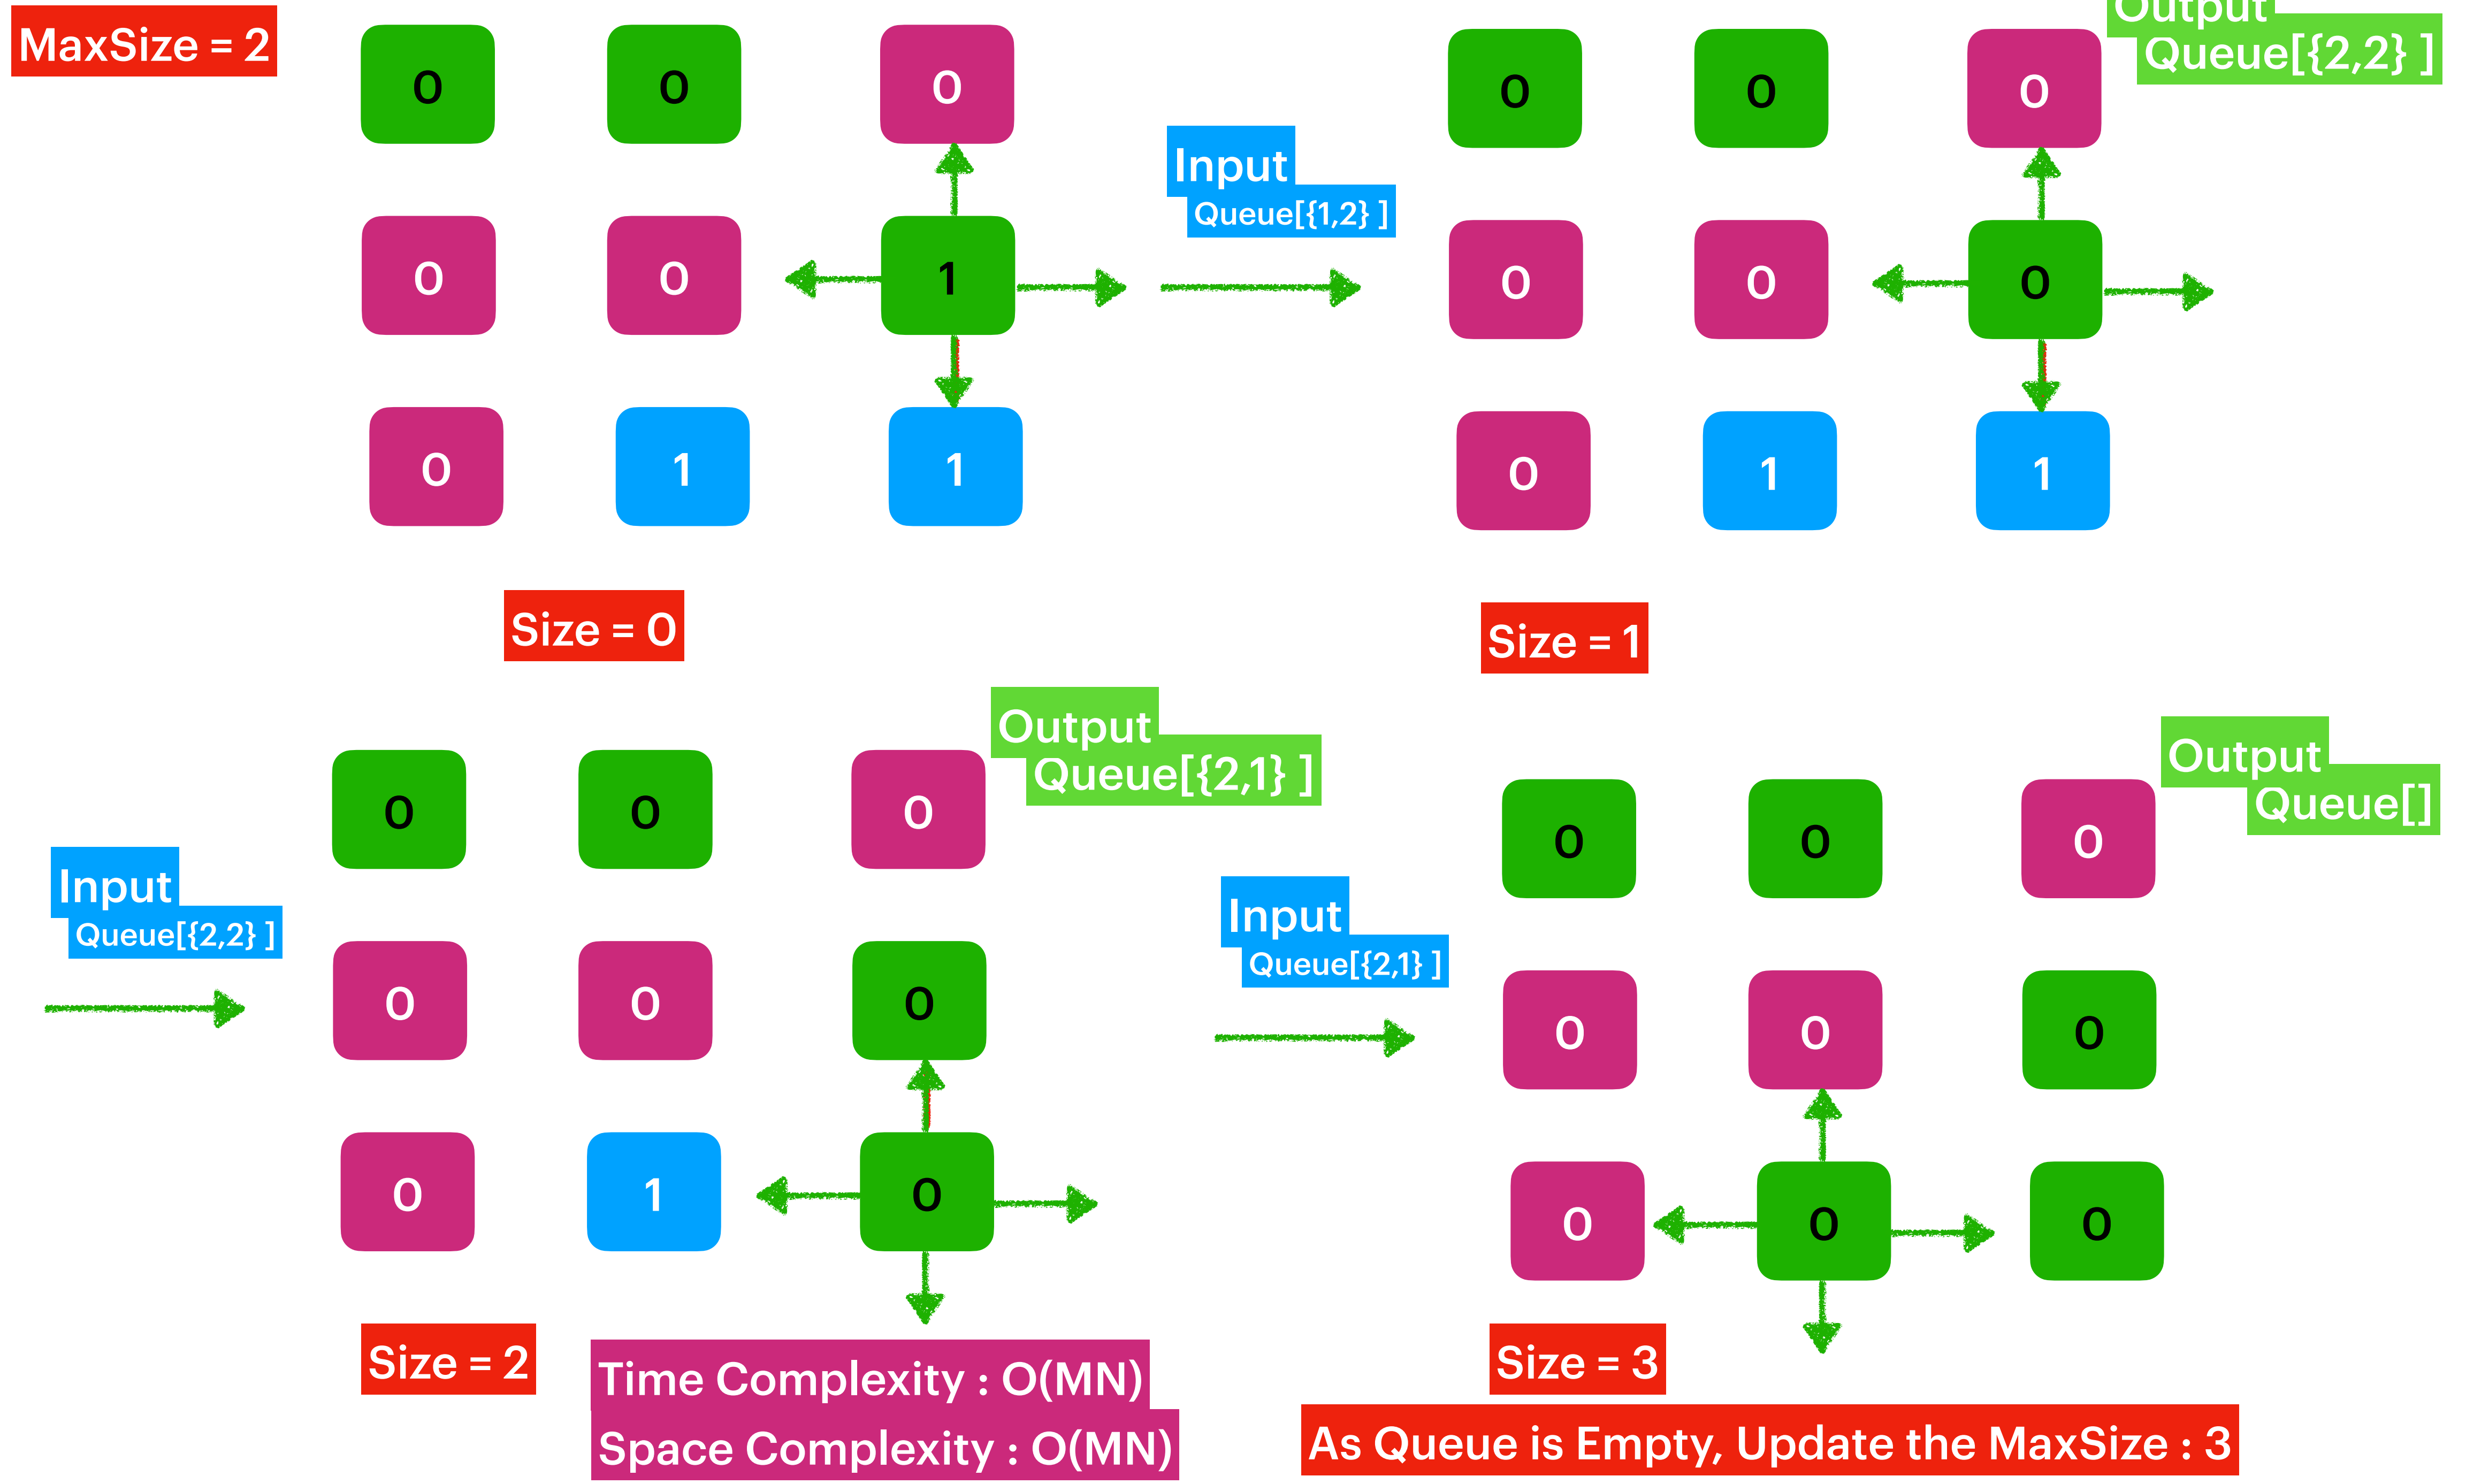 MaxSize = 2
0 0 0
Input
Queue[{1,2} ]
0 0 1
0 1 1
Size = 0
Output
Queue[{2,2} ]
0 0 0
0 0 0
0 1 1
Size = 1
Output
Queue[{2,1} ]
0 0 0
Input
Queue[{2,2} ]
0 0 0
0 1 0
Size = 2
Time Complexity : O(MN)
Space Complexity : O(MN)
Output
Queue[]
0 0 0
Input
Queue[{2,1} ]
0 0 0
0 0 0
Size = 3
As Queue is Empty, Update the MaxSize : 3